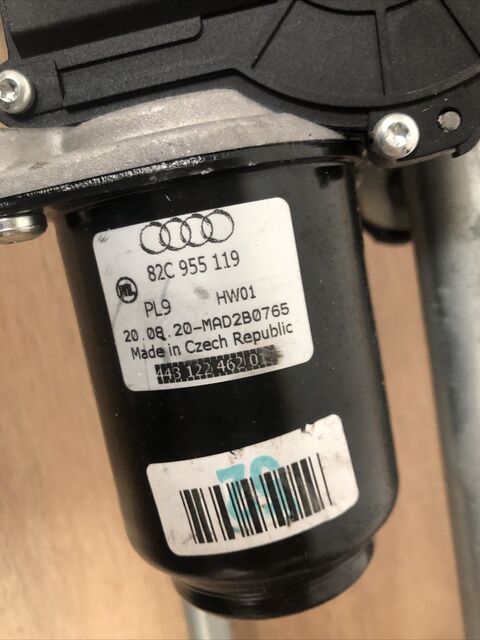 82C 955 119
PL9 HW01
20.08.20-MAD2B0765
Made in Czech Republic
443 122 462 0